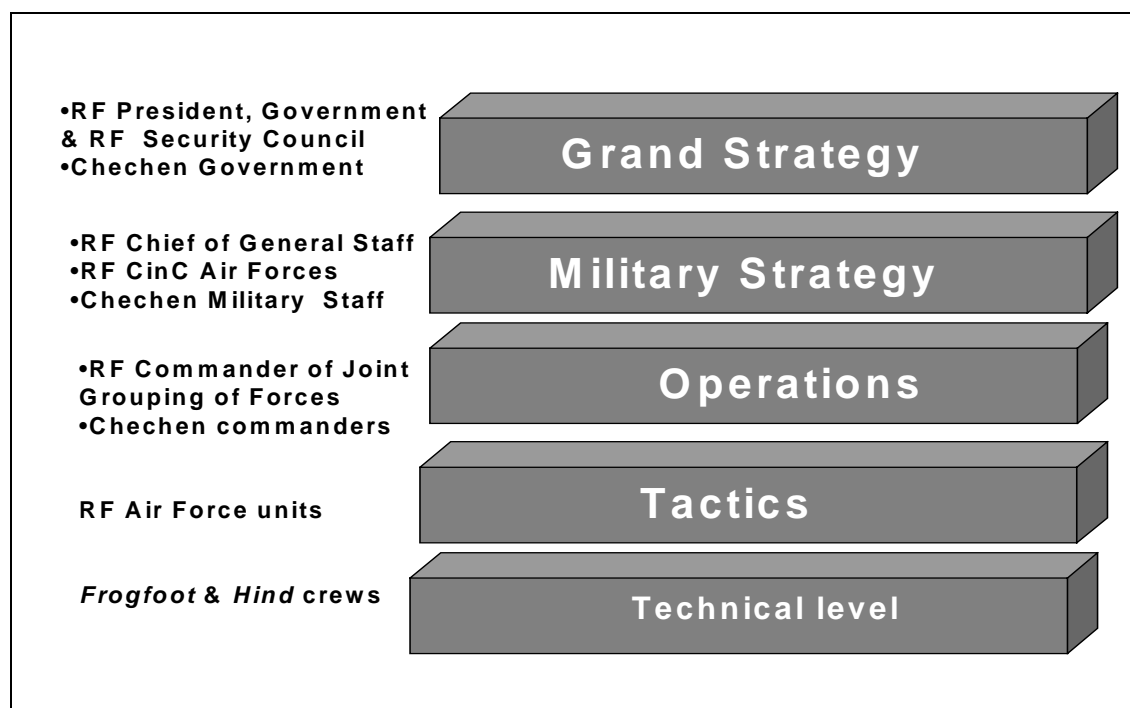 •RF President, Government
& RF Security Council
•Chechen Government
Grand Strategy
•RF Chief of General Staff
•RF CinC Air Forces
•Chechen Military Staff
Military Strategy
•RF Commander of Joint
Grouping of Forces
•Chechen commanders
Operations
RF Air Force units
Tactics
Frogfoot & Hind crews
Technical level